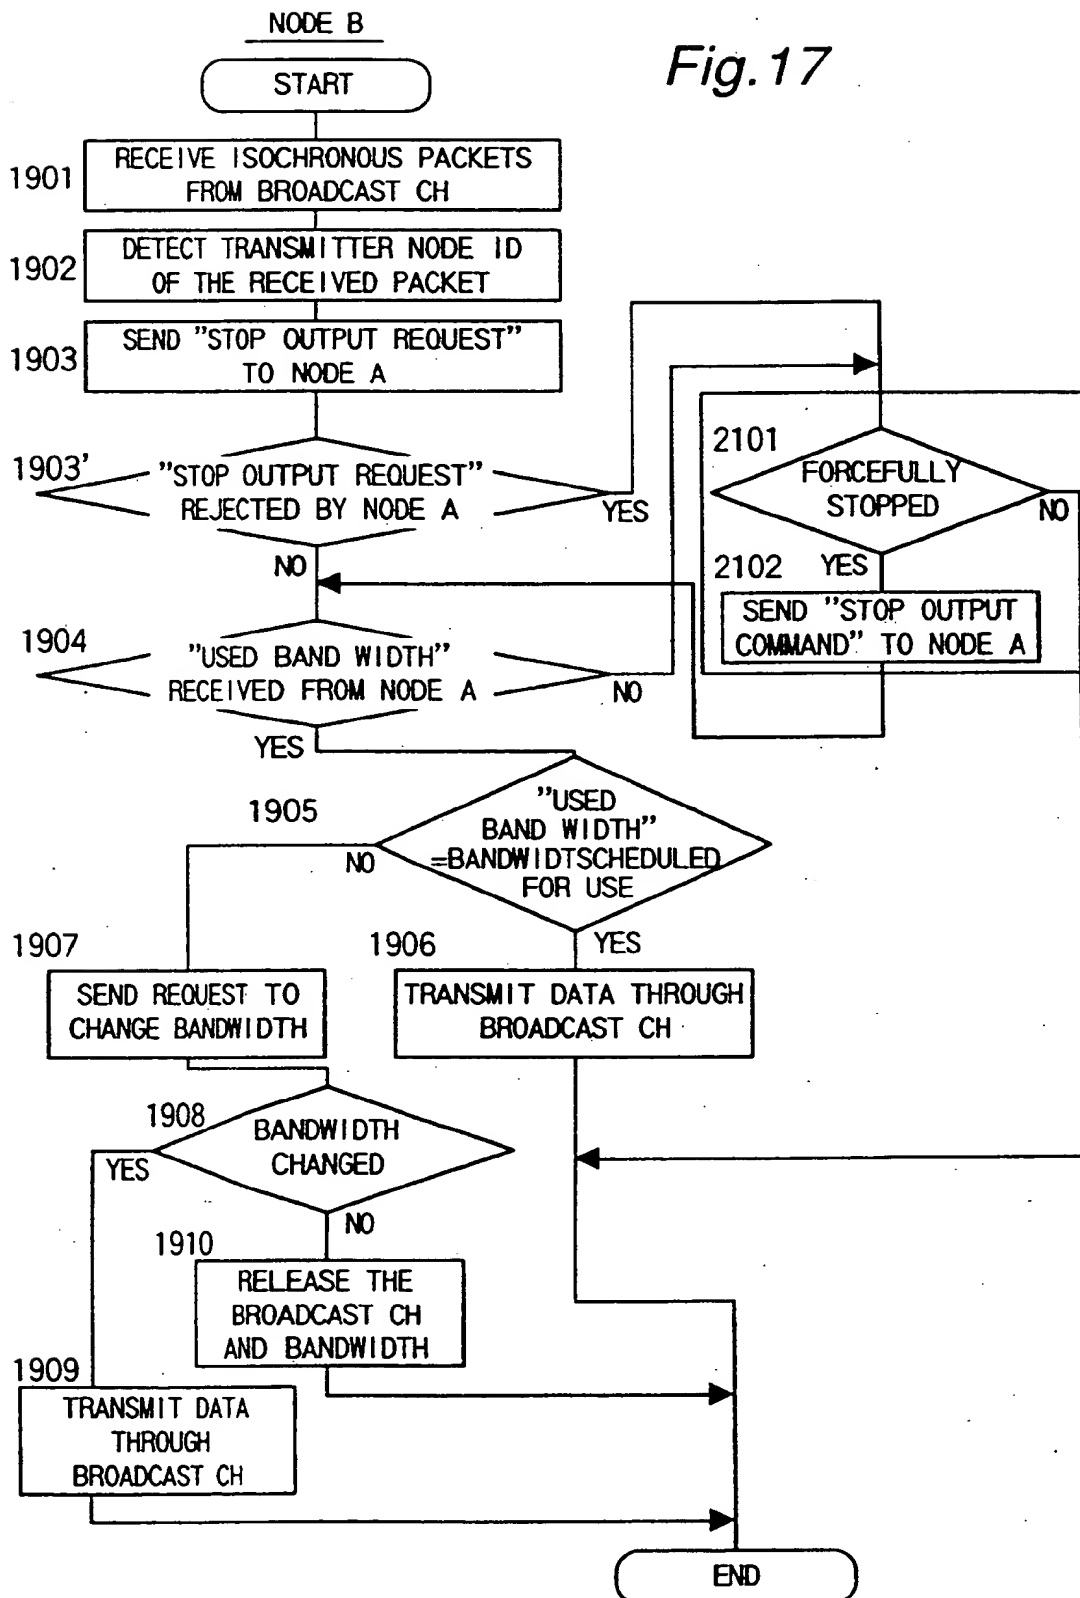 NODE B
Fig.17
START
1901
RECEIVE ISOCHRONOUS PACKETS
FROM BROADCAST CH
1902
DETECT TRANSMITTER NODE ID
OF THE RECEIVED PACKET
1903
SEND "STOP OUTPUT REQUEST"
TO NODE A
1903'
"STOP OUTPUT REQUEST"
REJECTED BY NODE A
YES
NO
2101
FORCEFULLY
STOPPED
NO
YES
2102
SEND "STOP OUTPUT
COMMAND" TO NODE A
1904
"USED BAND WIDTH"
RECEIVED FROM NODE A
NO
YES
1905
"USED
BAND WIDTH"
=BANDWIDTSCHEDULED
FOR USE
NO
YES
1907
SEND REQUEST TO
CHANGE BANDWIDTH
1906
TRANSMIT DATA THROUGH
BROADCAST CH
1908
BANDWIDTH
CHANGED
YES
NO
1910
RELEASE THE
BROADCAST CH
AND BANDWIDTH
1909
TRANSMIT DATA
THROUGH
BROADCAST CH
END